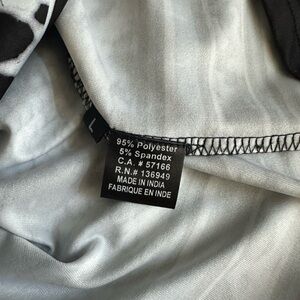 L
95% Polyester
5% Spandex
C.A. # 57166
R.N.# 136949
MADE IN INDIA
FABRIQUE EN INDE